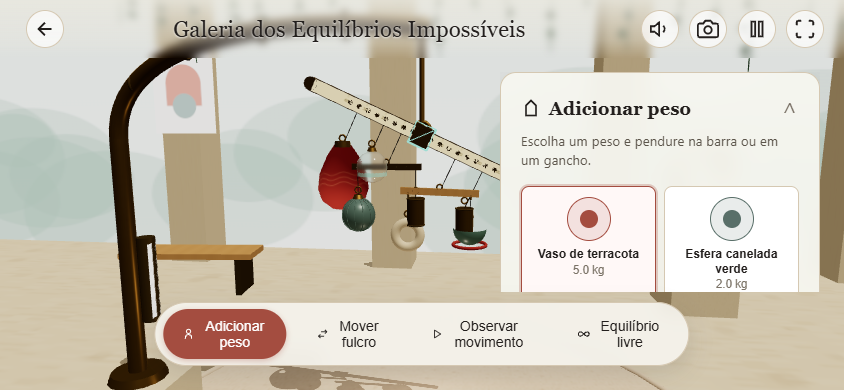 Galeria dos Equilíbrios Impossíveis
Adicionar peso
Escolha um peso e pendure na barra ou em
um gancho.
Vaso de terracota
5.0 kg
Esfera canelada
verde
2.0 kg
Adicionar
peso
Mover
fulcro
Observar
movimento
Equilíbrio
livre